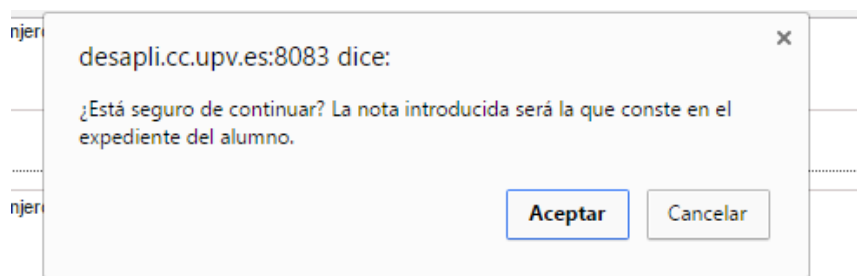 desapli.cc.upv.es:8083 dice:
¿Está seguro de continuar? La nota introducida será la que conste en el
expediente del alumno.
Aceptar Cancelar